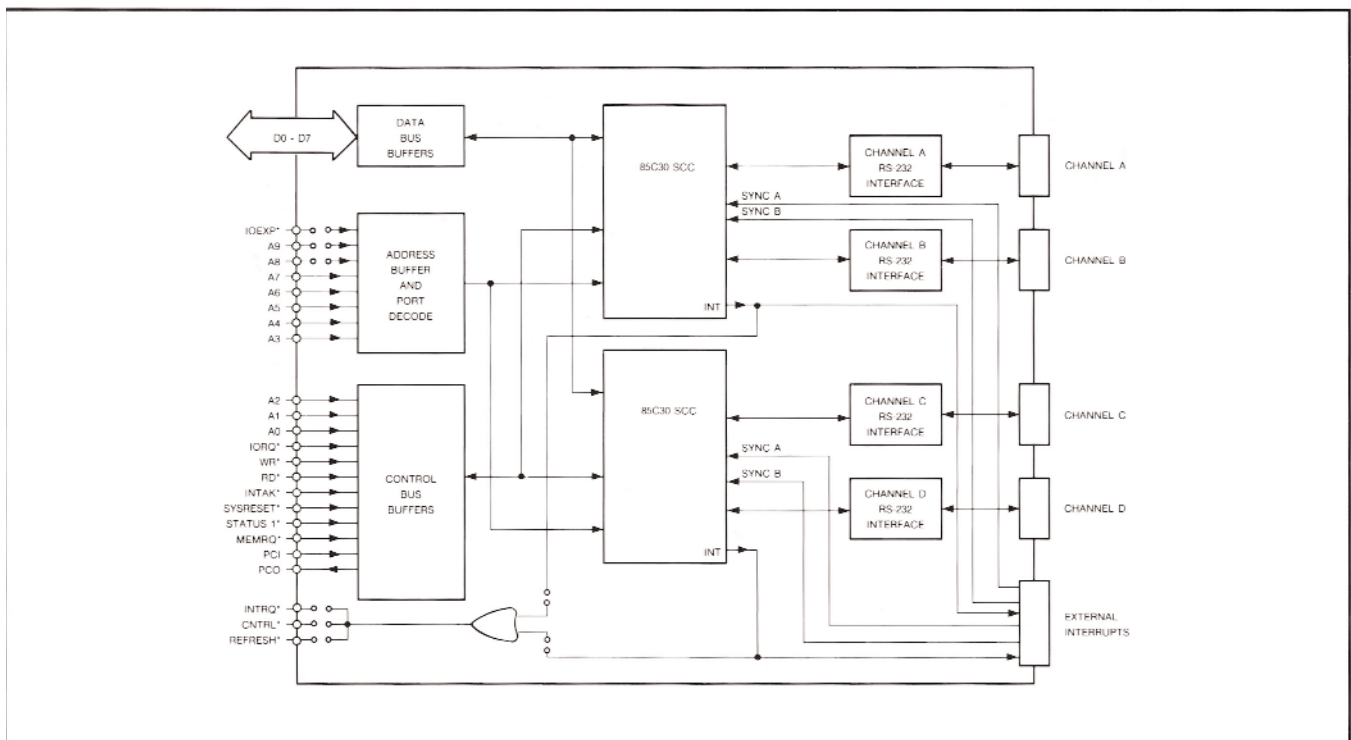 D0 - D7
DATA
BUS
BUFFERS
85C30 SCC
CHANNEL A
RS-232
INTERFACE
CHANNEL A
SYNC A
SYNC B
IOEXP*
A9
A8
A7
A6
A5
A4
A3
ADDRESS
BUFFER
AND
PORT
DECODE
CHANNEL B
RS-232
INTERFACE
CHANNEL B
INT
A2
A1
A0
IORQ*
WR*
RD*
INTAK*
SYSRESET*
STATUS 1*
MEMRQ*
PCI
PCO
CONTROL
BUS
BUFFERS
85C30 SCC
CHANNEL C
RS-232
INTERFACE
CHANNEL C
SYNC A
SYNC B
CHANNEL D
RS-232
INTERFACE
CHANNEL D
INT
INTRQ*
CNTRL*
REFRESH*
EXTERNAL
INTERRUPTS